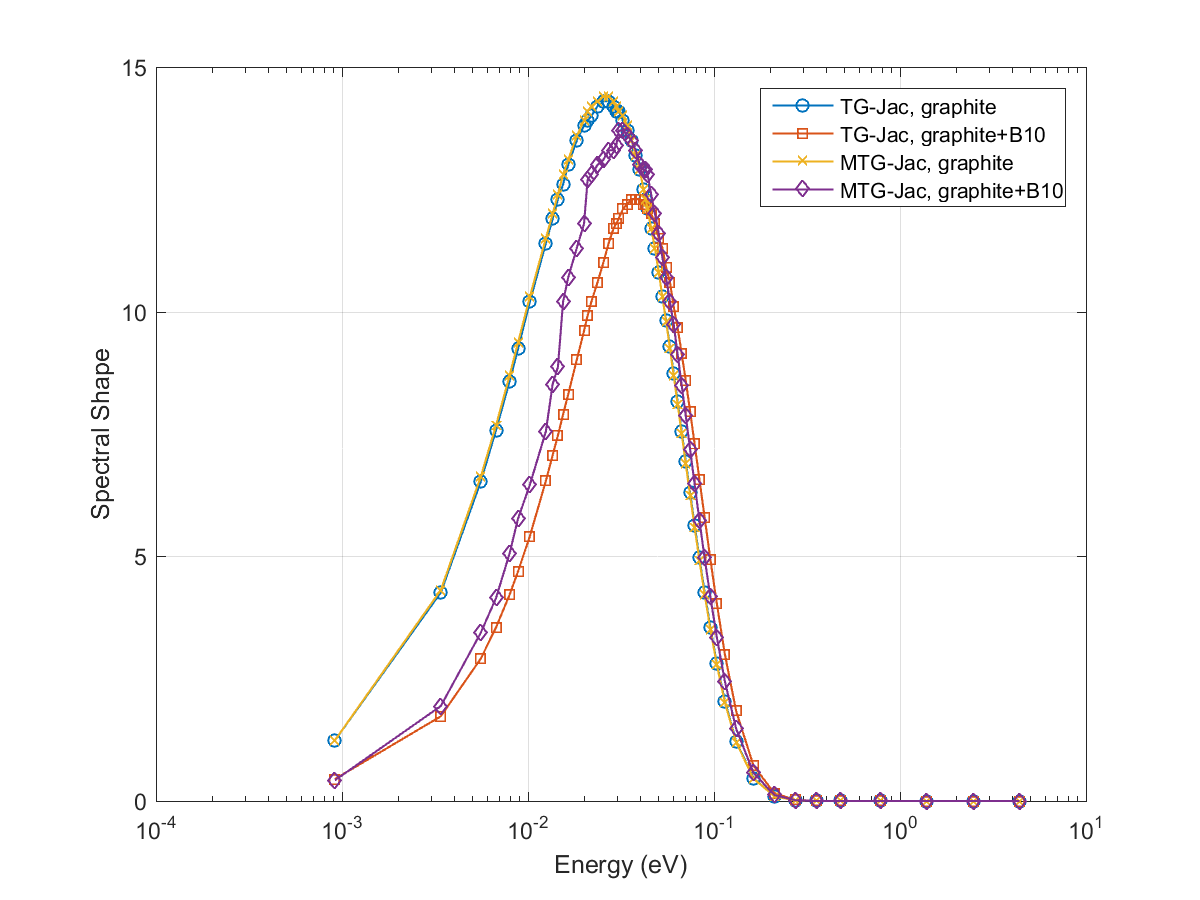 15
10
5
0
10-4
10-3
10-2
10-1
100
101
Spectral Shape
Energy (eV)
TG-Jac, graphite
TG-Jac, graphite+B10
MTG-Jac, graphite
MTG-Jac, graphite+B10